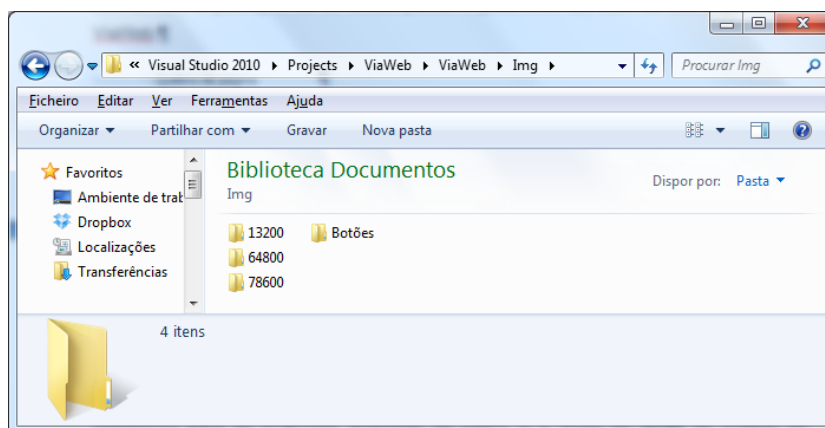 « Visual Studio 2010 ▸ Projects ▸ ViaWeb ▸ ViaWeb ▸ Img ▸
Procurar Img
Ficheiro Editar Ver Ferramentas Ajuda
Organizar Partilhar com Gravar Nova pasta
Favoritos
Ambiente de trab
Dropbox
Localizações
Transferências
Biblioteca Documentos
Img
Dispor por: Pasta
13200 Botões
64800
78600
4 itens